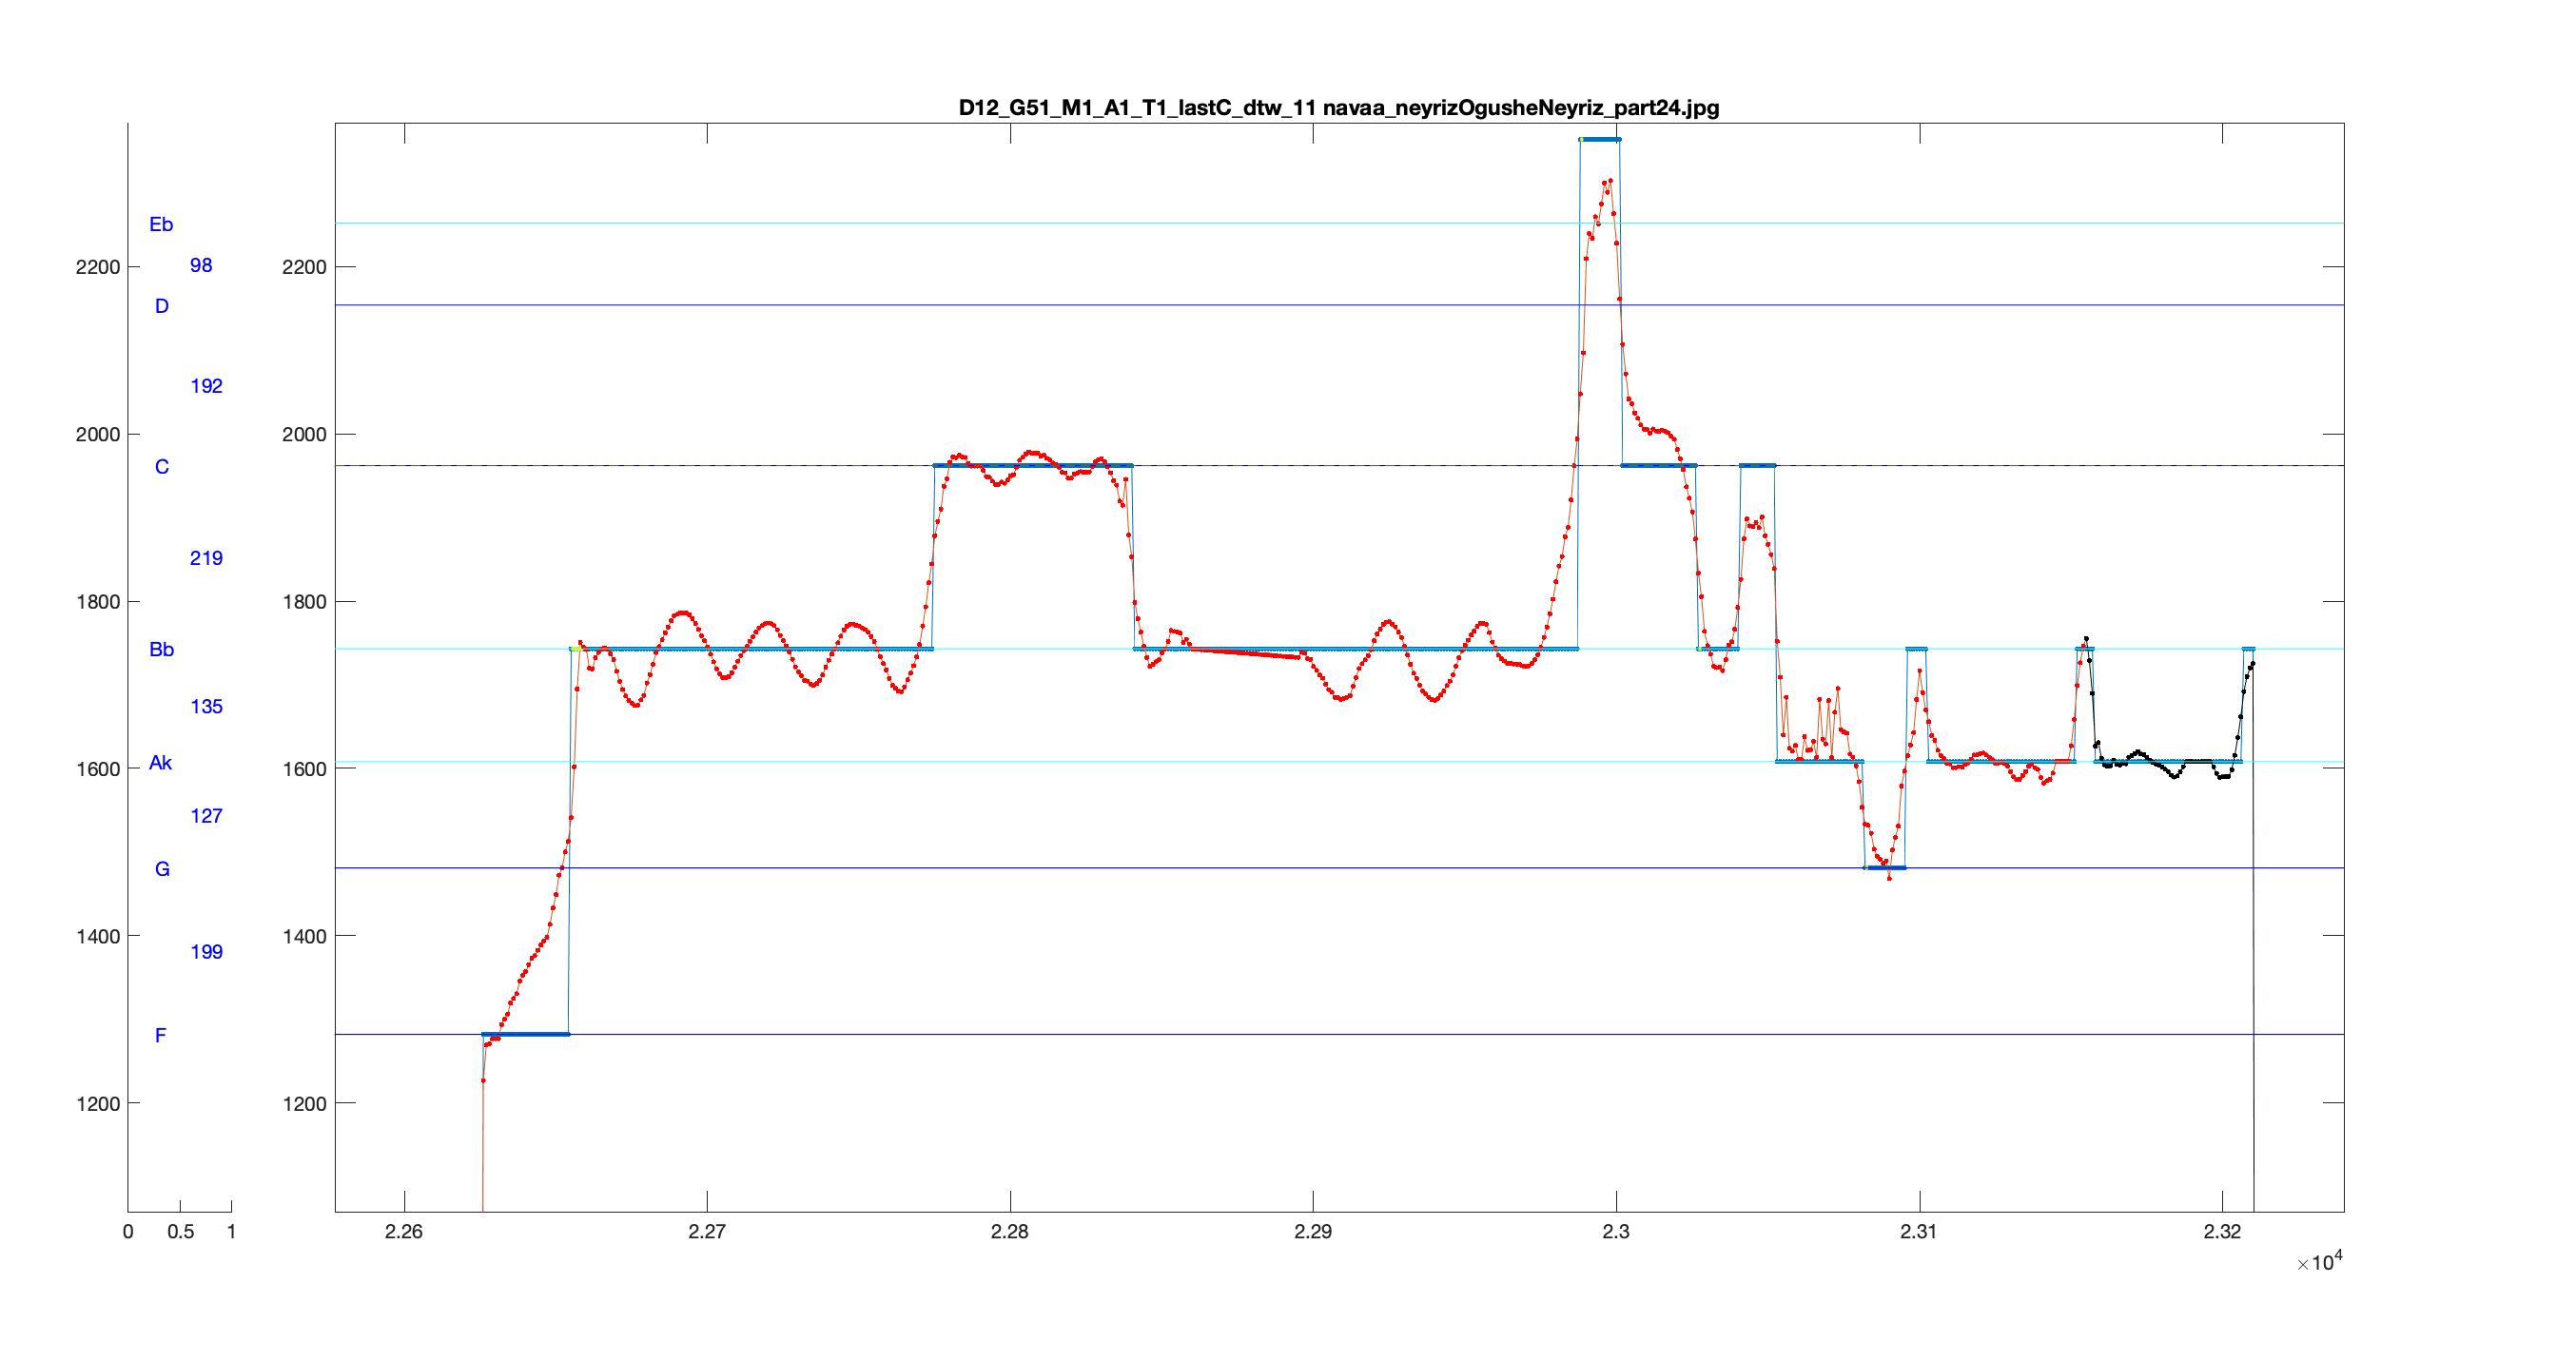 D12_G51_M1_A1_T1_lastC_dtw_11 navaa_neyrizOgusheNeyriz_part24.jpg
Eb
2200 98 2200
D
192
2000 2000
C
219
1800 1800
Bb
135
1600 Ak 1600
127
G
1400 199 1400
F
1200 1200
0 0.5 1 2.26 2.27 2.28 2.29 2.3 2.31 2.32
×10^4